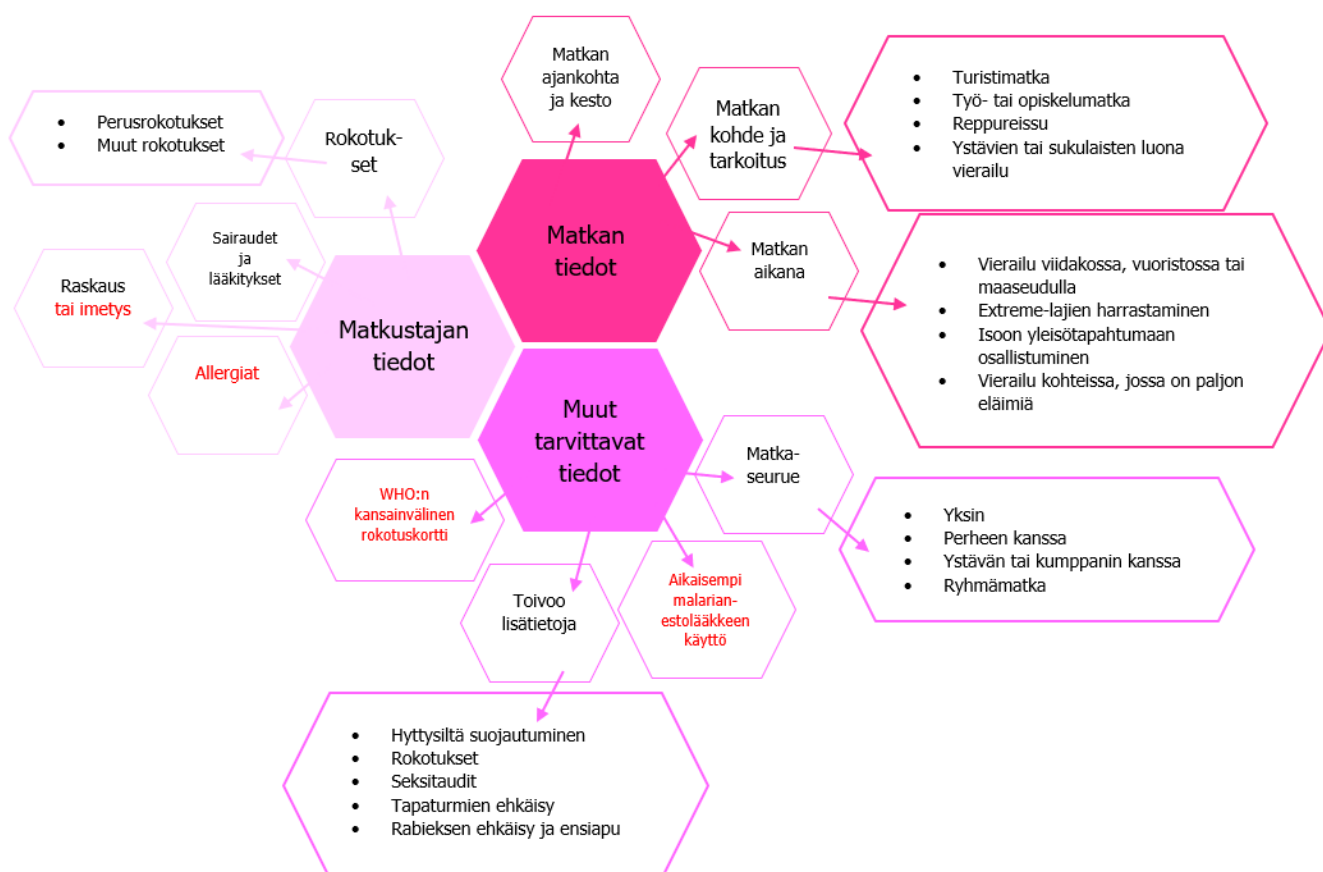 Matkan
ajankohta
ja kesto
Matkan
kohde ja
tarkoitus
• Turistimatka
• Työ- tai opiskelumatka
• Reppureissu
• Ystävien tai sukulaisten luona
vierailu
• Perusrokotukset
• Muut rokotukset
Rokotuk-
set
Matkan
tiedot
Matkan
aikana
• Vierailu viidakossa, vuoristossa tai
maaseudulla
• Extreme-lajien harrastaminen
• Isoon yleisötapahtumaan
osallistuminen
• Vierailu kohteissa, jossa on paljon
eläimiä
Sairaudet
ja
lääkitykset
Raskaus
tai imetys
Matkustajan
tiedot
Allergiat
Muut
tarvittavat
tiedot
Matka-
seurue
• Yksin
• Perheen kanssa
• Ystävän tai kumppanin kanssa
• Ryhmämatka
WHO:n
kansainvälinen
rokotuskortti
Toivoo
lisätietoja
Aikaisempi
malarian-
estolääkkeen
käyttö
• Hyttysiltä suojautuminen
• Rokotukset
• Seksitaudit
• Tapaturmien ehkäisy
• Rabieksen ehkäisy ja ensiapu